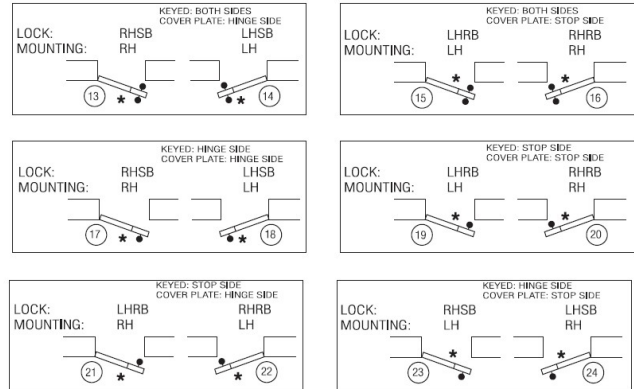 KEYED: BOTH SIDES
COVER PLATE: HINGE SIDE
LOCK: RHSB LHSB
MOUNTING: RH LH
13 * * 14
KEYED: BOTH SIDES
COVER PLATE: STOP SIDE
LOCK: LHRB RHRB
MOUNTING: LH RH
* *
15 16
KEYED: HINGE SIDE
COVER PLATE: HINGE SIDE
LOCK: RHSB LHSB
MOUNTING: RH LH
17 * * 18
KEYED: STOP SIDE
COVER PLATE: STOP SIDE
LOCK: LHRB RHRB
MOUNTING: LH RH
* *
19 20
KEYED: STOP SIDE
COVER PLATE: HINGE SIDE
LOCK: LHRB RHRB
MOUNTING: RH LH
21 * * 22
KEYED: HINGE SIDE
COVER PLATE: STOP SIDE
LOCK: RHSB LHSB
MOUNTING: LH RH
* *
23 24